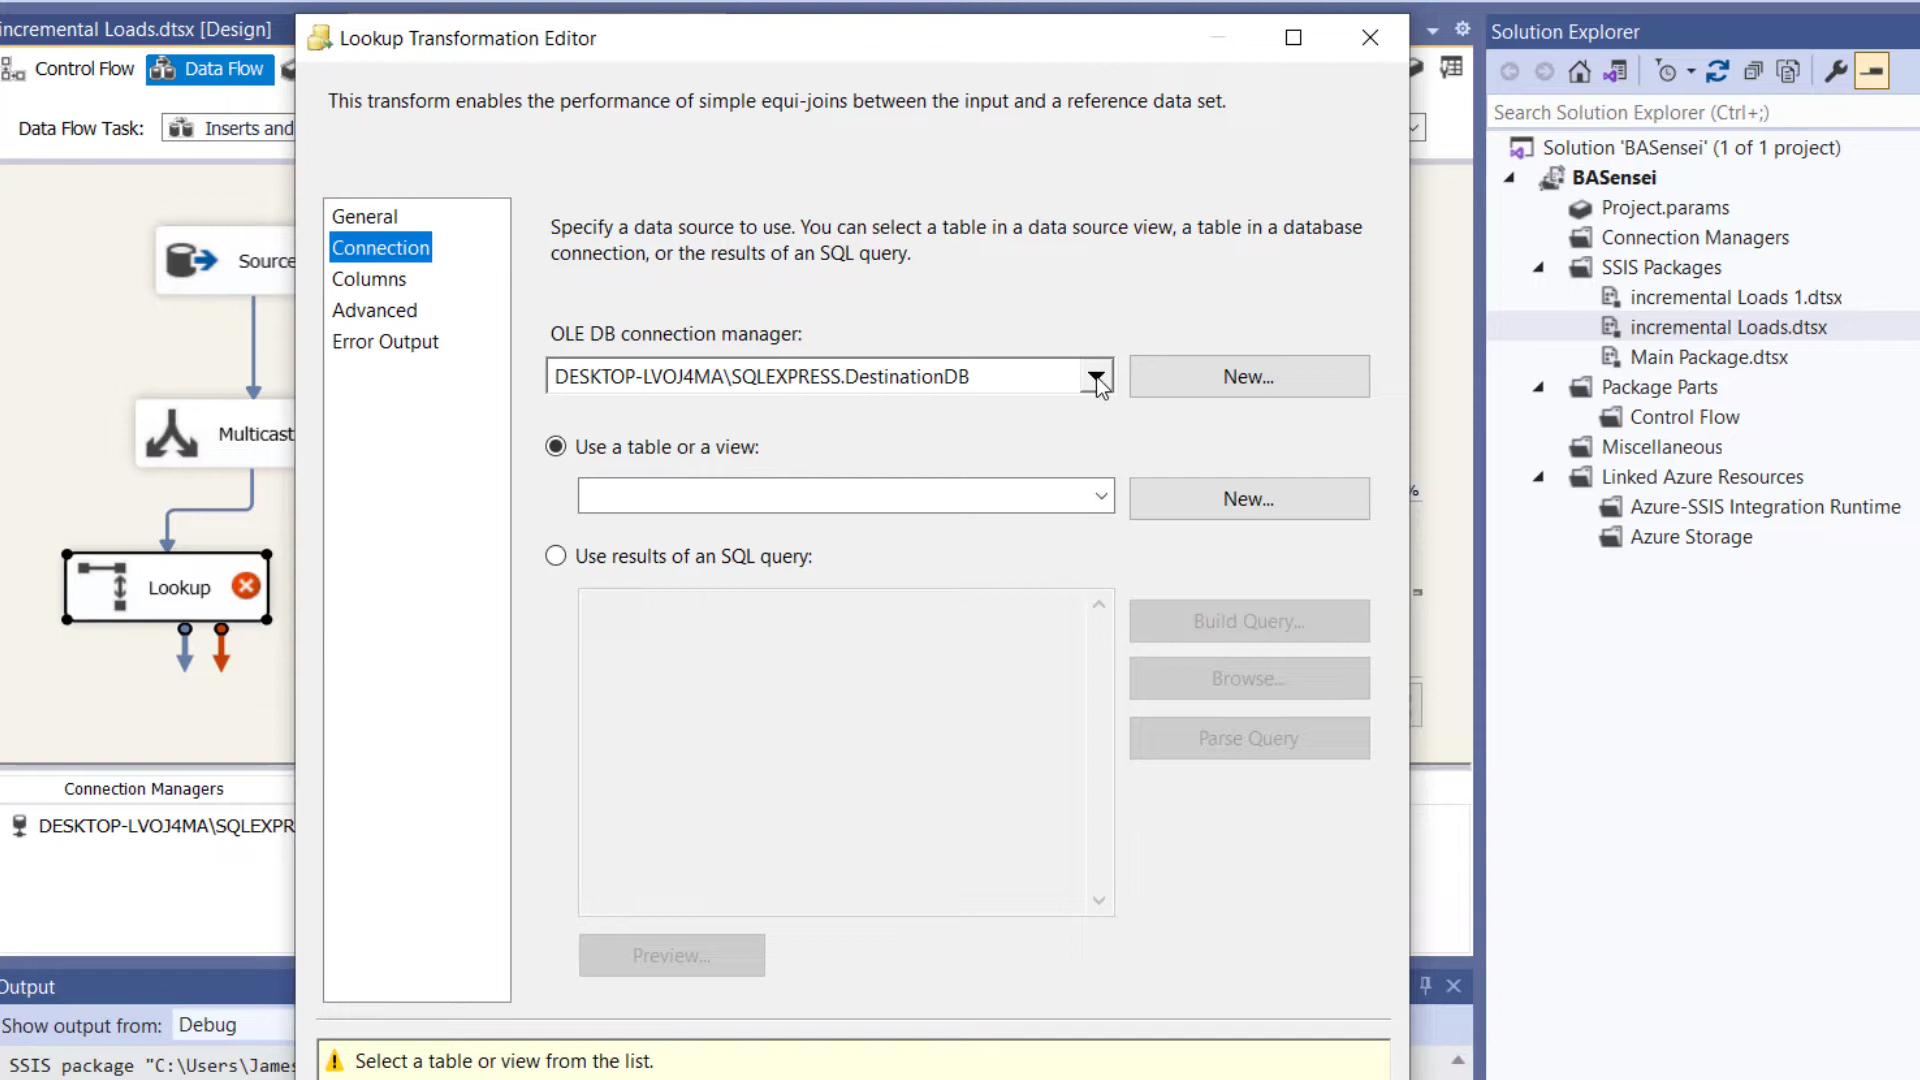 incremental Loads.dtsx [Design]
Control Flow
Data Flow
Data Flow Task:
Inserts and
Source
Multicast
Lookup
Connection Managers
DESKTOP-LVOJ4MA\SQLEXPR
Output
Show output from:
Debug
SSIS package "C:\Users\James
Lookup Transformation Editor
This transform enables the performance of simple equi-joins between the input and a reference data set.
General
Connection
Columns
Advanced
Error Output
Specify a data source to use. You can select a table in a data source view, a table in a database
connection, or the results of an SQL query.
OLE DB connection manager:
DESKTOP-LVOJ4MA\SQLEXPRESS.DestinationDB
New...
Use a table or a view:
New...
Use results of an SQL query:
Build Query...
Browse...
Parse Query
Preview...
Select a table or view from the list.
%
Solution Explorer
Search Solution Explorer (Ctrl+;)
Solution 'BASensei' (1 of 1 project)
BASensei
Project.params
Connection Managers
SSIS Packages
incremental Loads 1.dtsx
incremental Loads.dtsx
Main Package.dtsx
Package Parts
Control Flow
Miscellaneous
Linked Azure Resources
Azure-SSIS Integration Runtime
Azure Storage